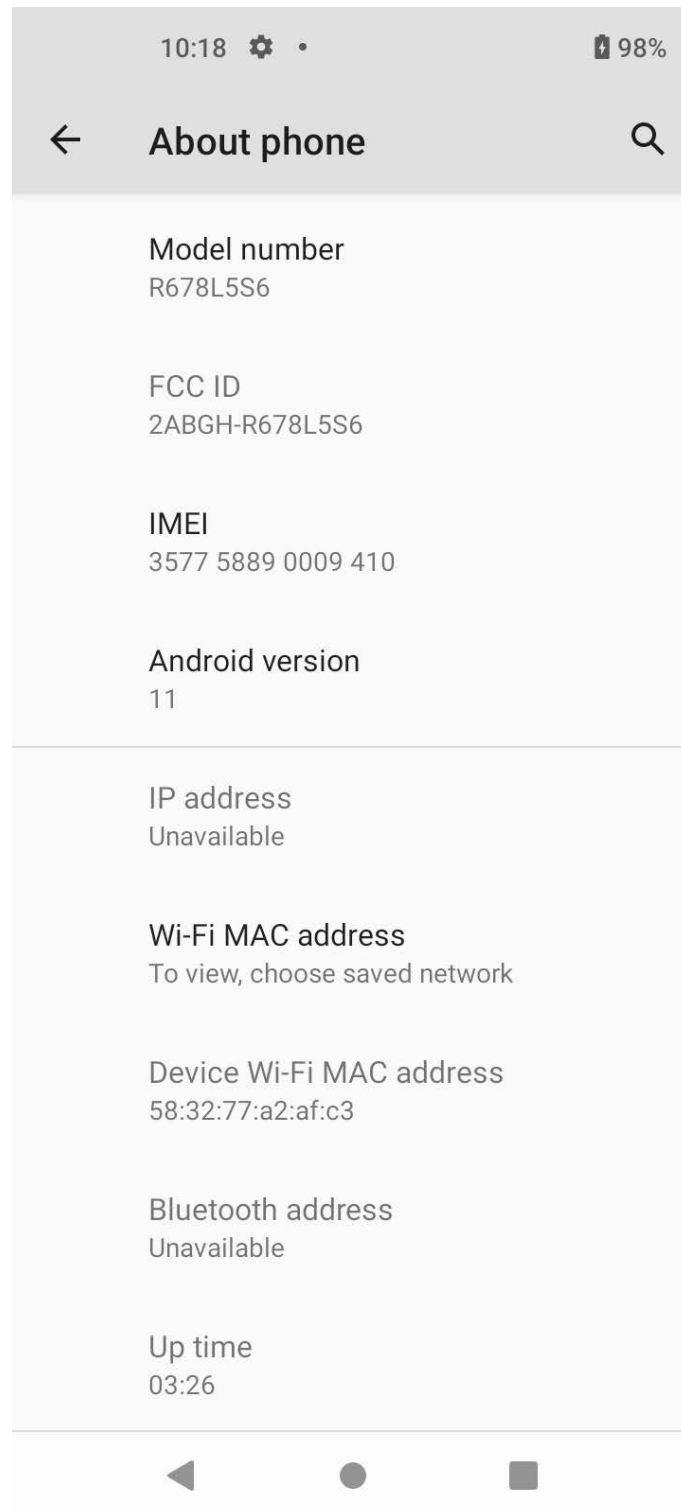 10:18
98%
About phone
Model number
R678L5S6
FCC ID
2ABGH-R678L5S6
IMEI
3577 5889 0009 410
Android version
11
IP address
Unavailable
Wi-Fi MAC address
To view, choose saved network
Device Wi-Fi MAC address
58:32:77:a2:af:c3
Bluetooth address
Unavailable
Up time
03:26